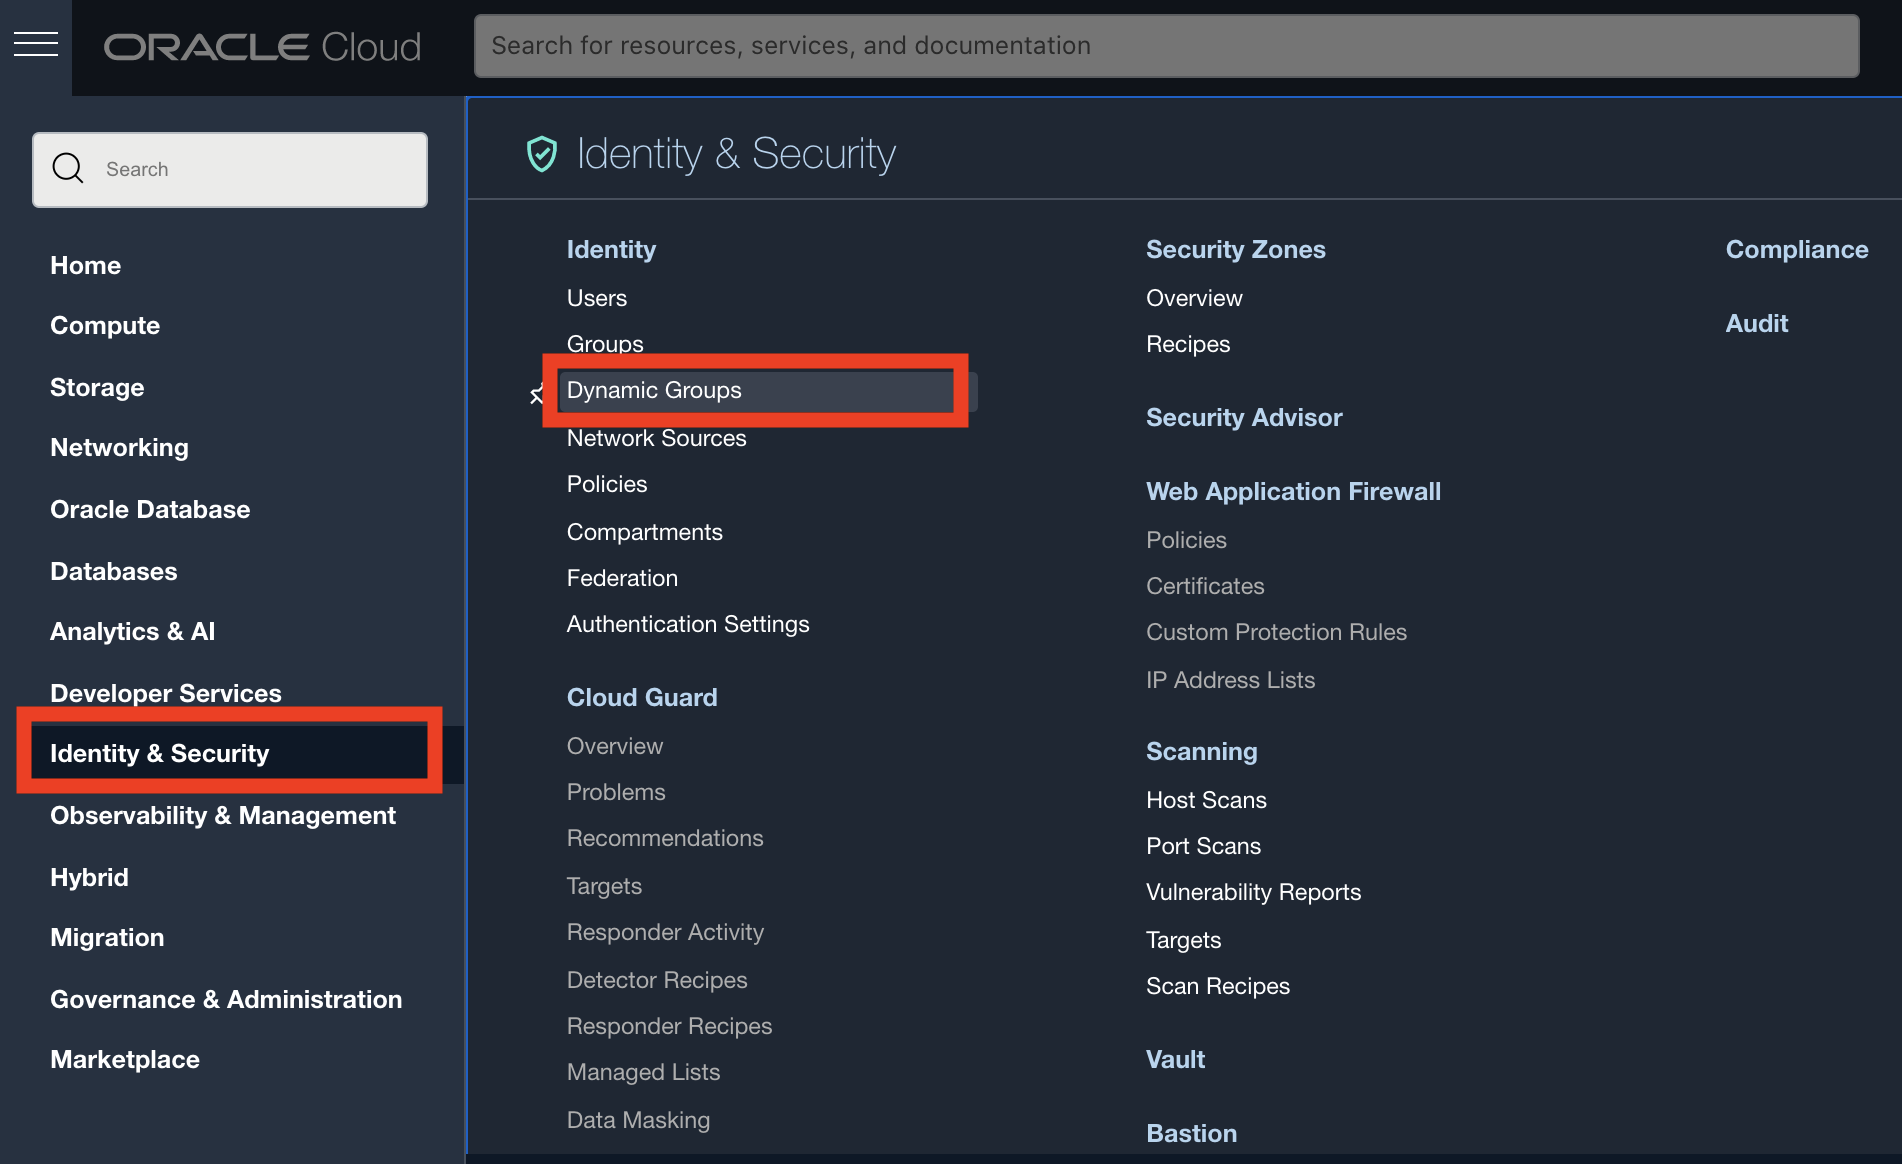 ORACLE Cloud
Search for resources, services, and documentation
Search
Home
Compute
Storage
Networking
Oracle Database
Databases
Analytics & AI
Developer Services
Identity & Security
Observability & Management
Hybrid
Migration
Governance & Administration
Marketplace
Identity & Security
Identity
Users
Groups
Dynamic Groups
Network Sources
Policies
Compartments
Federation
Authentication Settings
Cloud Guard
Overview
Problems
Recommendations
Targets
Responder Activity
Detector Recipes
Responder Recipes
Managed Lists
Data Masking
Security Zones
Overview
Recipes
Security Advisor
Web Application Firewall
Policies
Certificates
Custom Protection Rules
IP Address Lists
Scanning
Host Scans
Port Scans
Vulnerability Reports
Targets
Scan Recipes
Vault
Bastion
Compliance
Audit